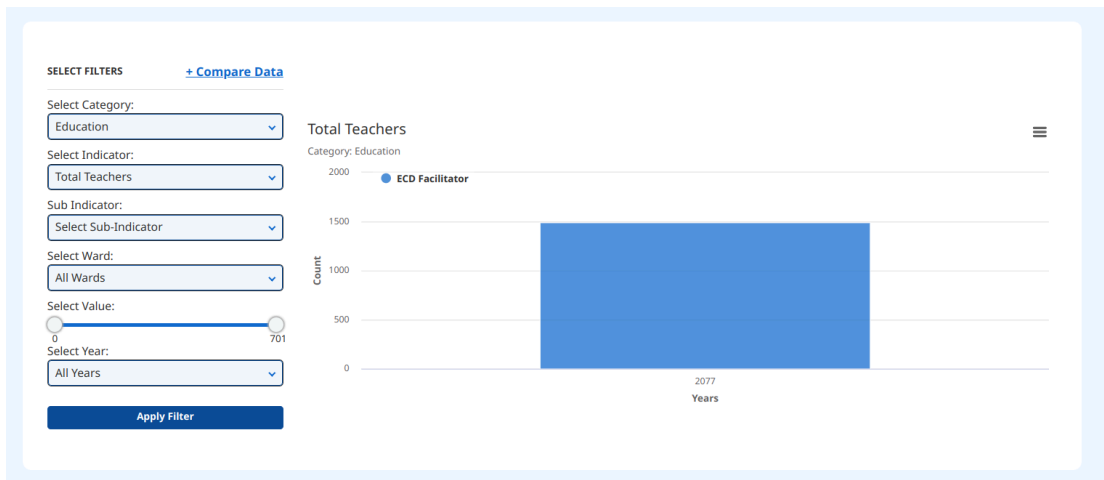 SELECT FILTERS
+ Compare Data
Select Category:
Education
Select Indicator:
Total Teachers
Sub Indicator:
Select Sub-Indicator
Select Ward:
All Wards
Select Value:
0
701
Select Year:
All Years
Apply Filter
Total Teachers
Category: Education
ECD Facilitator
2000
1500
1000
500
0
Count
2077
Years